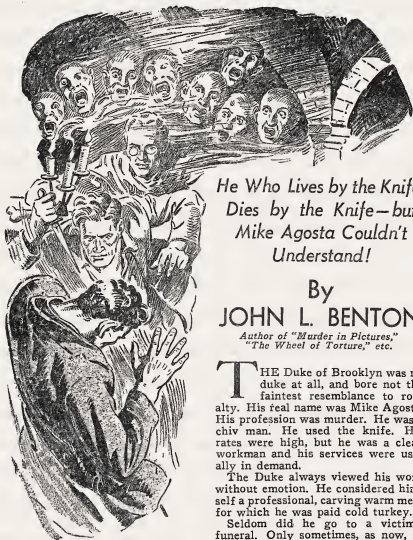 He Who Lives by the Knif
Dies by the Knife—but
Mike Agosta Couldn't
Understand!
By
JOHN L. BENTON
Author of "Murder in Pictures,"
"The Wheel of Torture," etc.
THE Duke of Brooklyn was n
duke at all, and bore not th
faintest resemblance to ro
alty. His real name was Mike Agost
His profession was murder. He was
chiv man. He used the knife. H
rates were high, but he was a clea
workman and his services were us
ally in demand.
The Duke always viewed his wo
without emotion. He considered him
self a professional, carving warm me
for which he was paid cold turkey.
Seldom did he go to a victim
funeral. Only sometimes, as now,